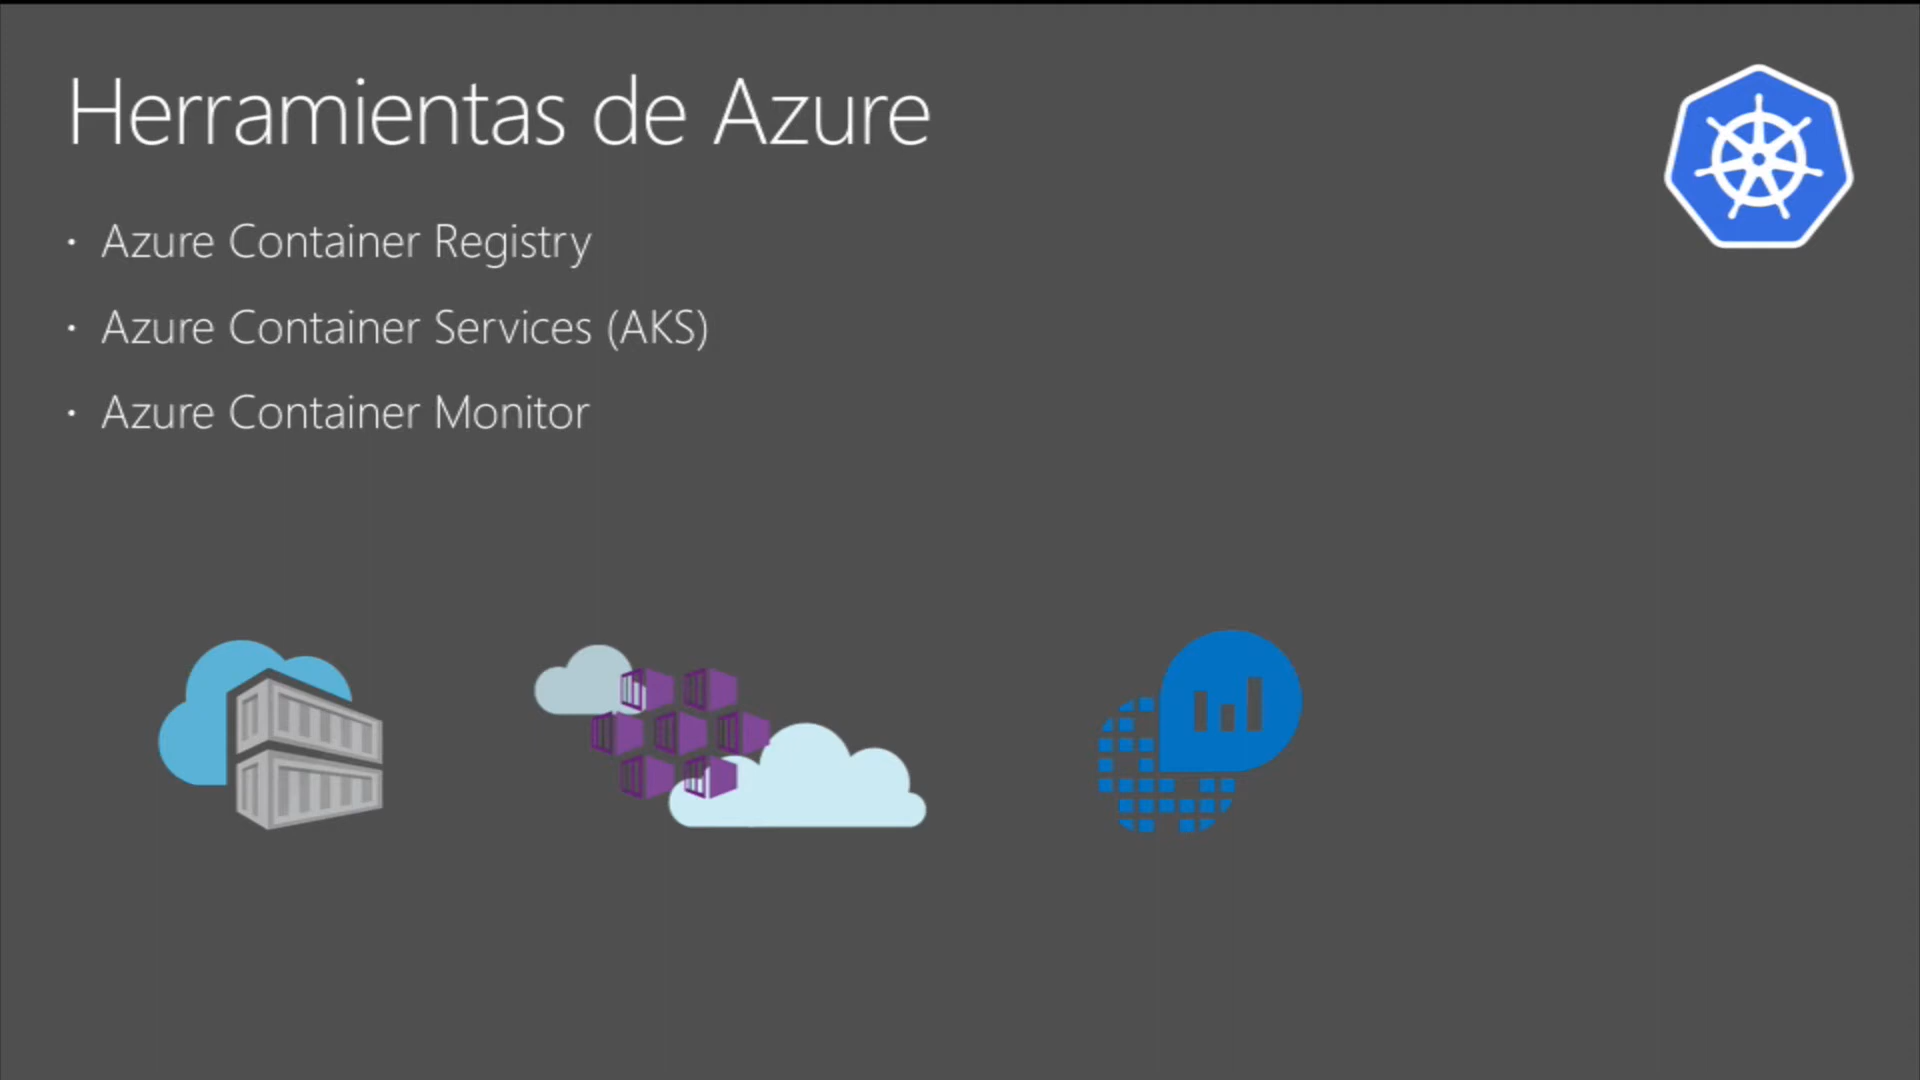 Herramientas de Azure
• Azure Container Registry
• Azure Container Services (AKS)
• Azure Container Monitor